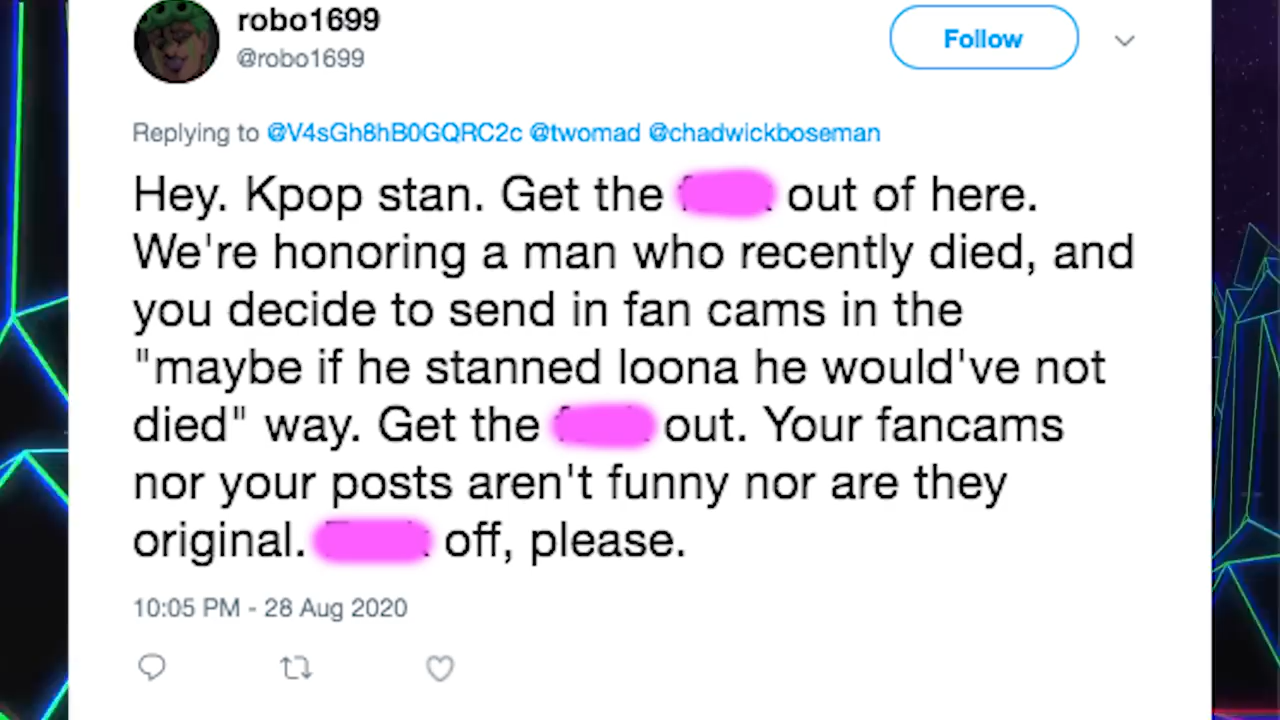 robo1699
@robo1699
Follow
Replying to @V4sGh8hB0GQRC2c @twomad @chadwickboseman
Hey. Kpop stan. Get the out of here.
We're honoring a man who recently died, and
you decide to send in fan cams in the
"maybe if he stanned loona he would've not
died" way. Get the out. Your fancams
nor your posts aren't funny nor are they
original. off, please.
10:05 PM - 28 Aug 2020